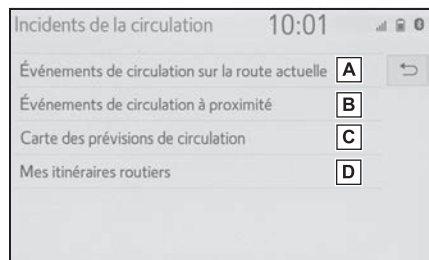 Incidents de la circulation 10:01
Événements de circulation sur la route actuelle A
Événements de circulation à proximité B
Carte des prévisions de circulation C
Mes itinéraires routiers D